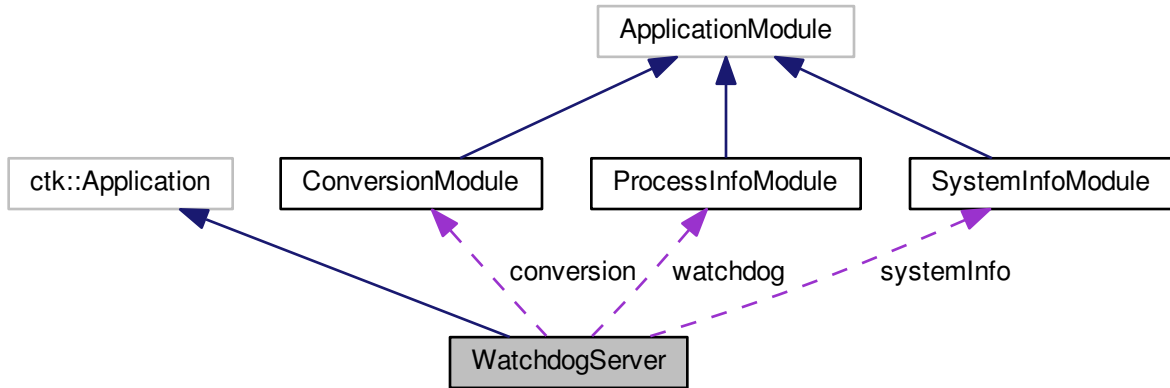 ApplicationModule
ctk::Application
ConversionModule
ProcessInfoModule
SystemInfoModule
conversion
watchdog
systemInfo
WatchdogServer